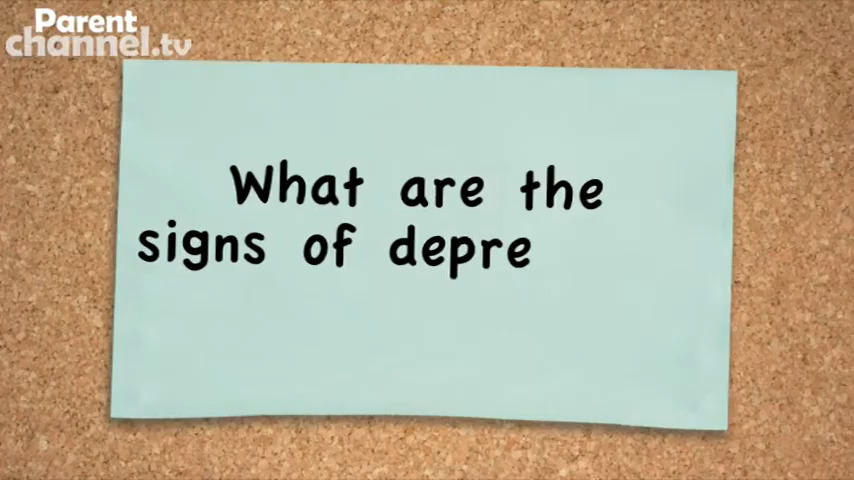 Parent
channel.tv
What are the
signs of depre